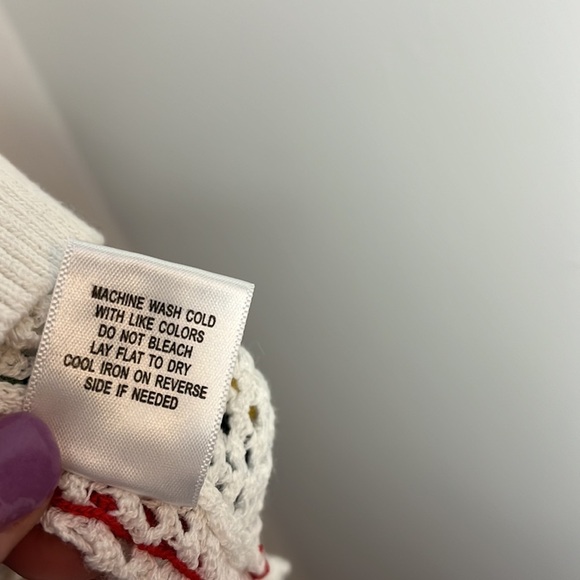 MACHINE WASH COLD
WITH LIKE COLORS
DO NOT BLEACH
LAY FLAT TO DRY
COOL IRON ON REVERSE
SIDE IF NEEDED